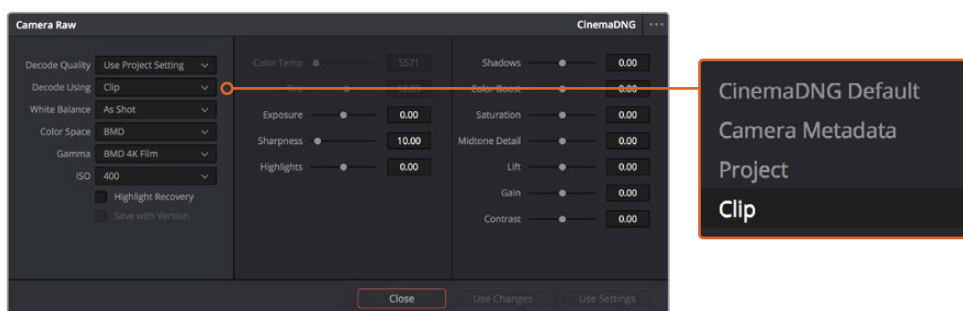 Camera Raw
CinemaDNG
Decode Quality Use Project Setting
Decode Using Clip
White Balance As Shot
Color Space BMD
Gamma BMD 4K Film
ISO 400
Highlight Recovery
Save with Version
Color Temp 5571
Tint
Exposure 0.00
Sharpness 10.00
Highlights 0.00
Shadows 0.00
Color Boost 0.00
Saturation 0.00
Midtone Detail 0.00
Lift 0.00
Gain 0.00
Contrast 0.00
Close
Use Changes
Use Settings
CinemaDNG Default
Camera Metadata
Project
Clip